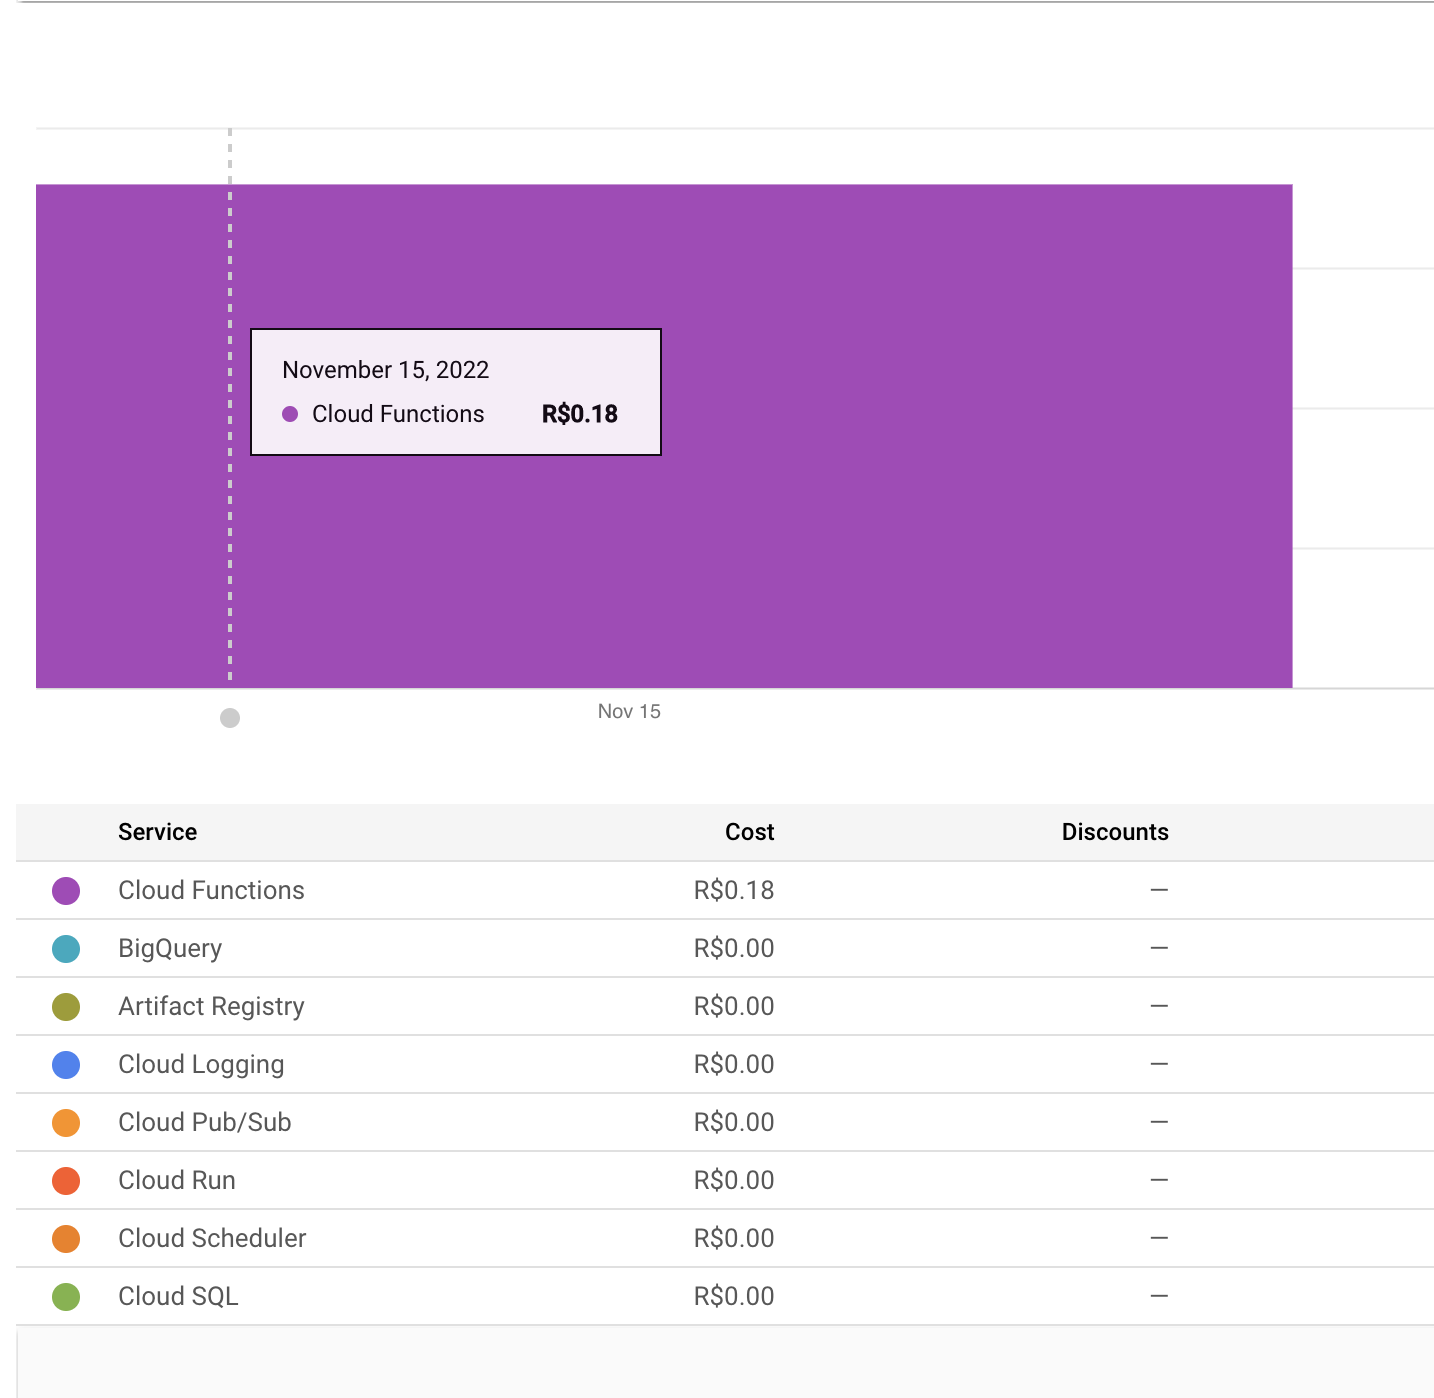 November 15, 2022
Cloud Functions R$0.18
Nov 15
Service Cost Discounts
Cloud Functions R$0.18 —
BigQuery R$0.00 —
Artifact Registry R$0.00 —
Cloud Logging R$0.00 —
Cloud Pub/Sub R$0.00 —
Cloud Run R$0.00 —
Cloud Scheduler R$0.00 —
Cloud SQL R$0.00 —